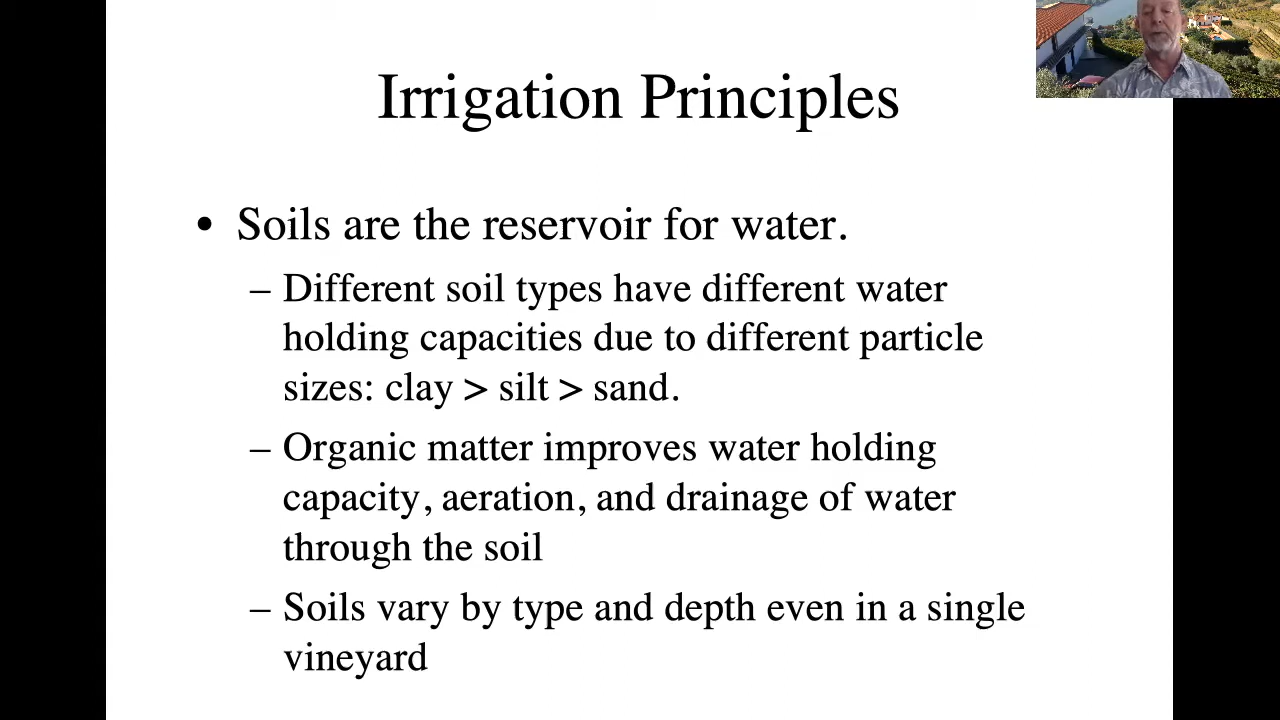 Irrigation Principles
• Soils are the reservoir for water.
– Different soil types have different water
holding capacities due to different particle
sizes: clay > silt > sand.
– Organic matter improves water holding
capacity, aeration, and drainage of water
through the soil
– Soils vary by type and depth even in a single
vineyard